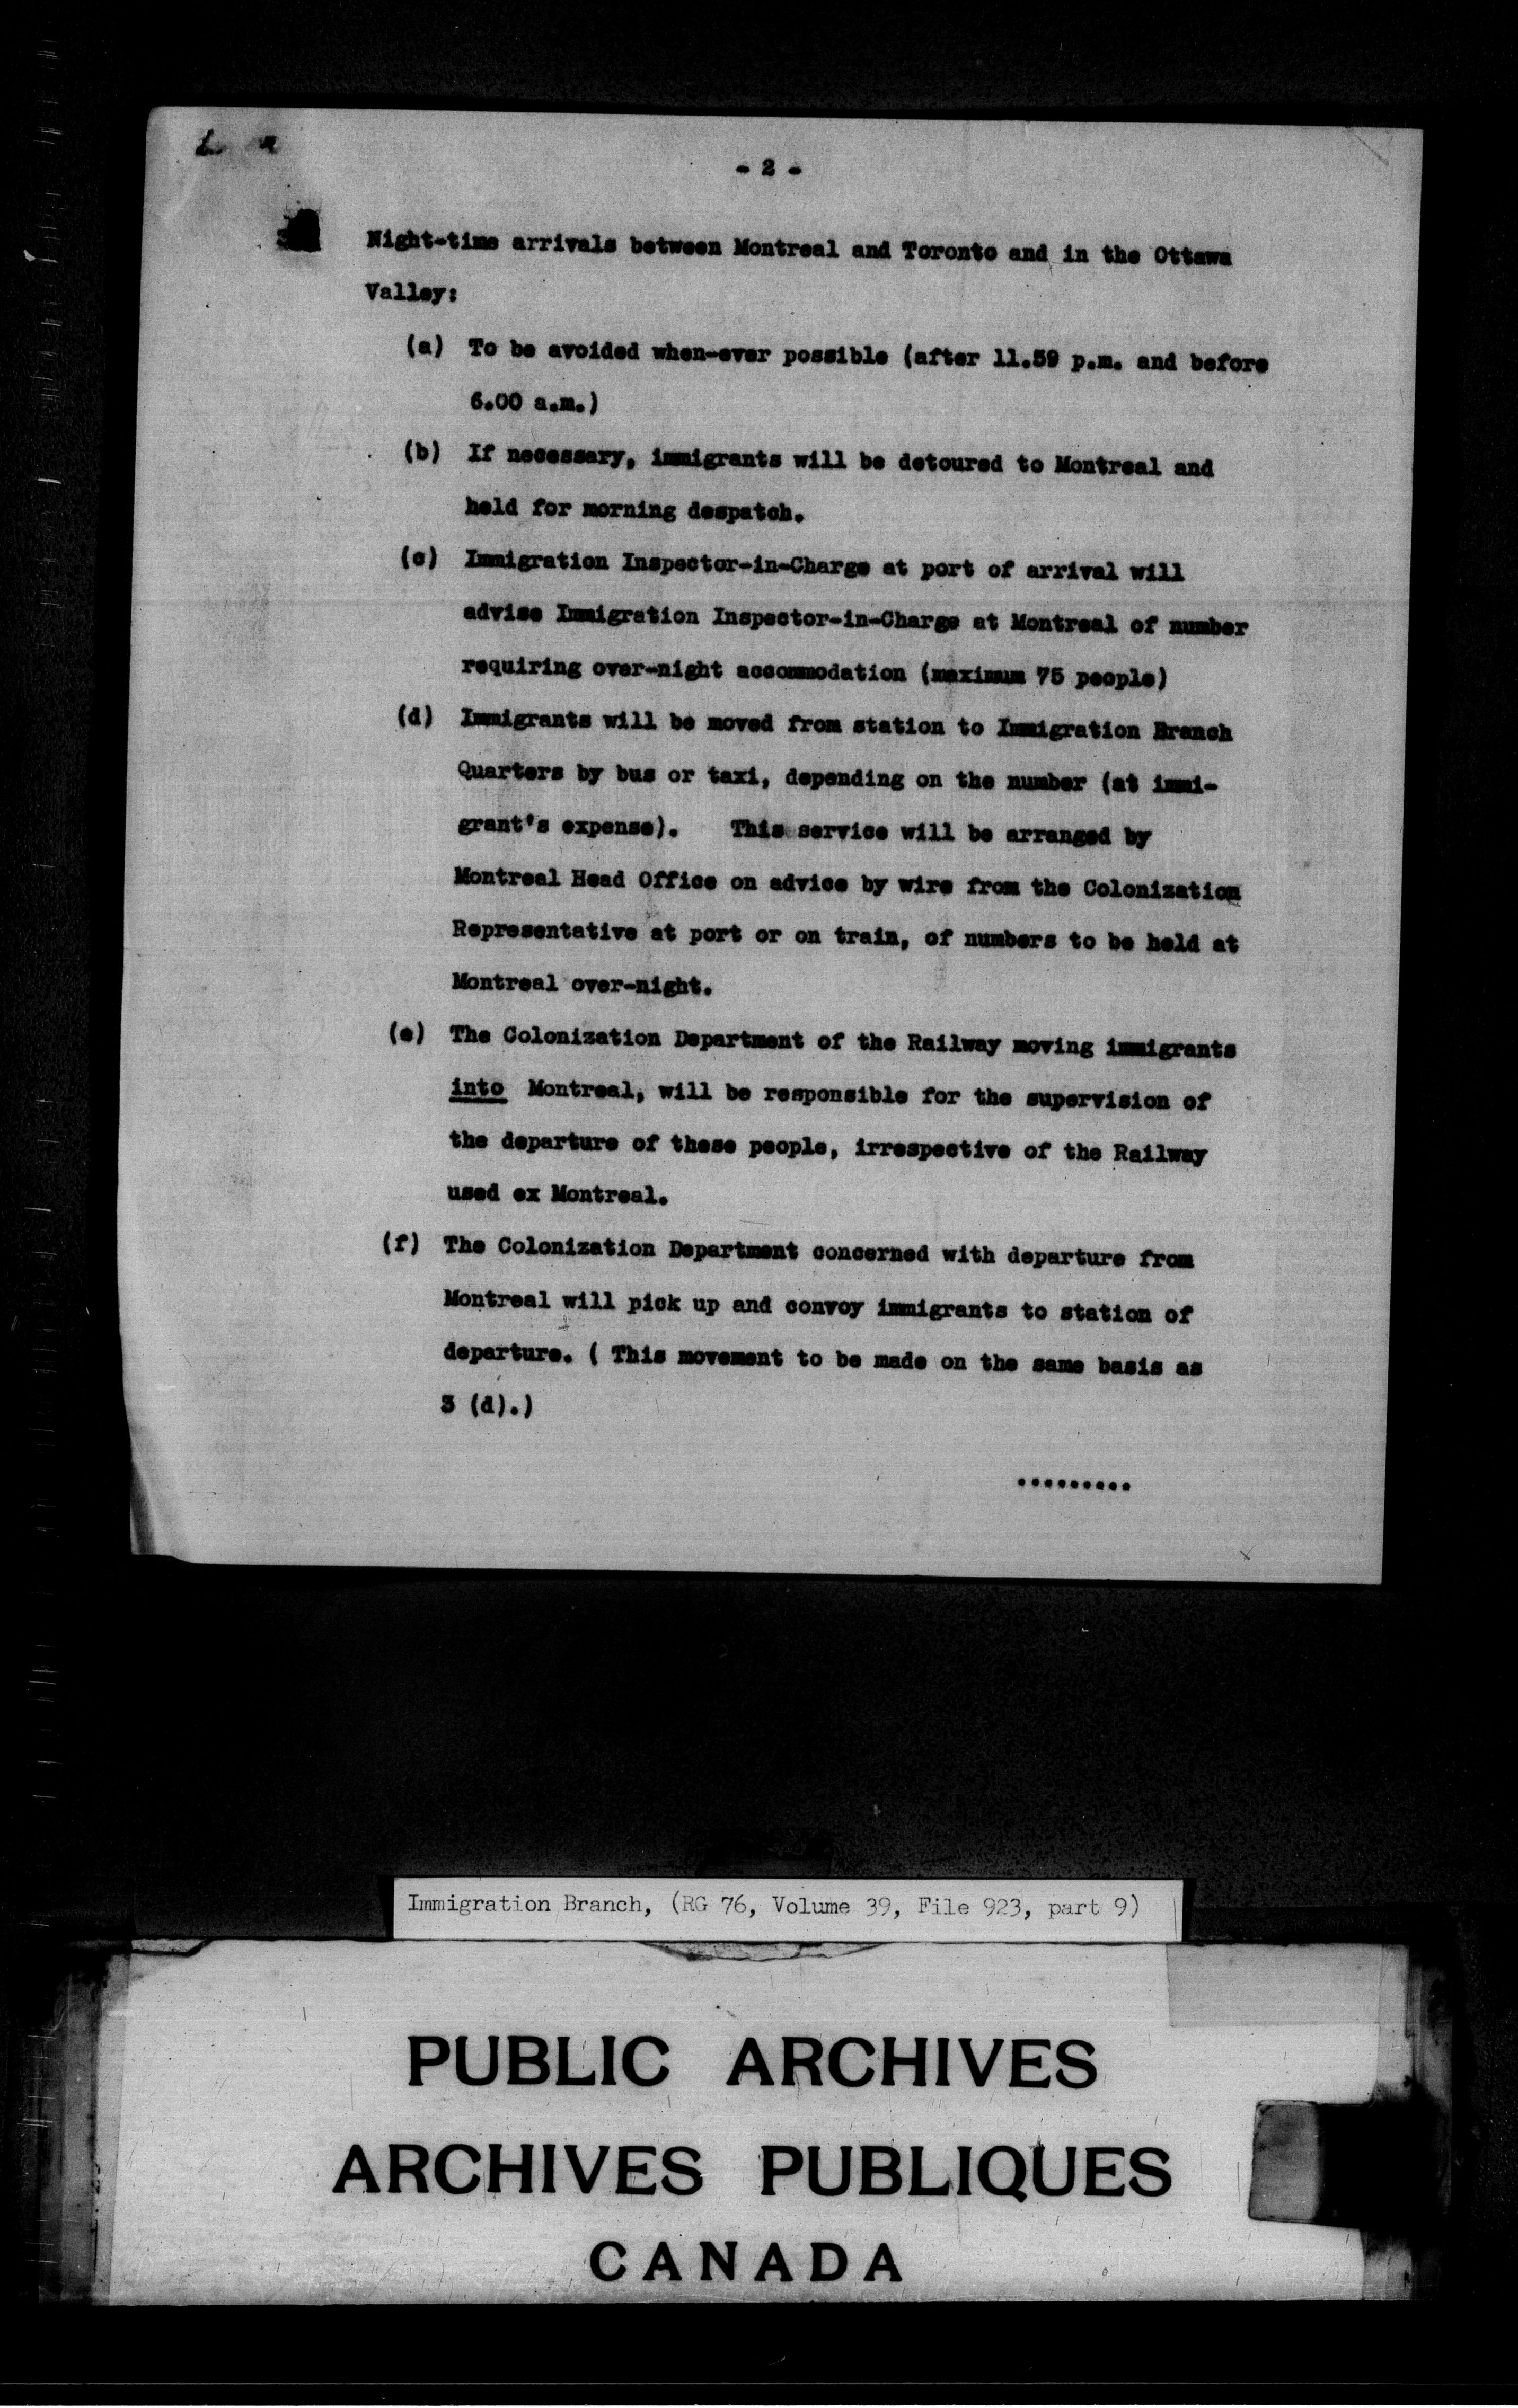 - 2 -
Night-time arrivals between Montreal and Toronto and in the Ottawa
Valley:
(a) To be avoided when-ever possible (after 11.59 p.m. and before
6.00 a.m.)
(b) If necessary, immigrants will be detoured to Montreal and
held for morning despatch.
(c) Immigration Inspector-in-Charge at port of arrival will
advise Immigration Inspector-in-Charge at Montreal of number
requiring over-night accommodation (maximum 75 people)
(d) Immigrants will be moved from station to Immigration Branch
Quarters by bus or taxi, depending on the number (at immi-
grant's expense). This service will be arranged by
Montreal Head Office on advice by wire from the Colonization
Representative at port or on train, of numbers to be held at
Montreal over-night.
(e) The Colonization Department of the Railway moving immigrants
into Montreal, will be responsible for the supervision of
the departure of these people, irrespective of the Railway
used ex Montreal.
(f) The Colonization Department concerned with departure from
Montreal will pick up and convoy immigrants to station of
departure. ( This movement to be made on the same basis as
3 (d).)
.........
Immigration Branch, (RG 76, Volume 39, File 923, part 9)
PUBLIC ARCHIVES
ARCHIVES PUBLIQUES
CANADA